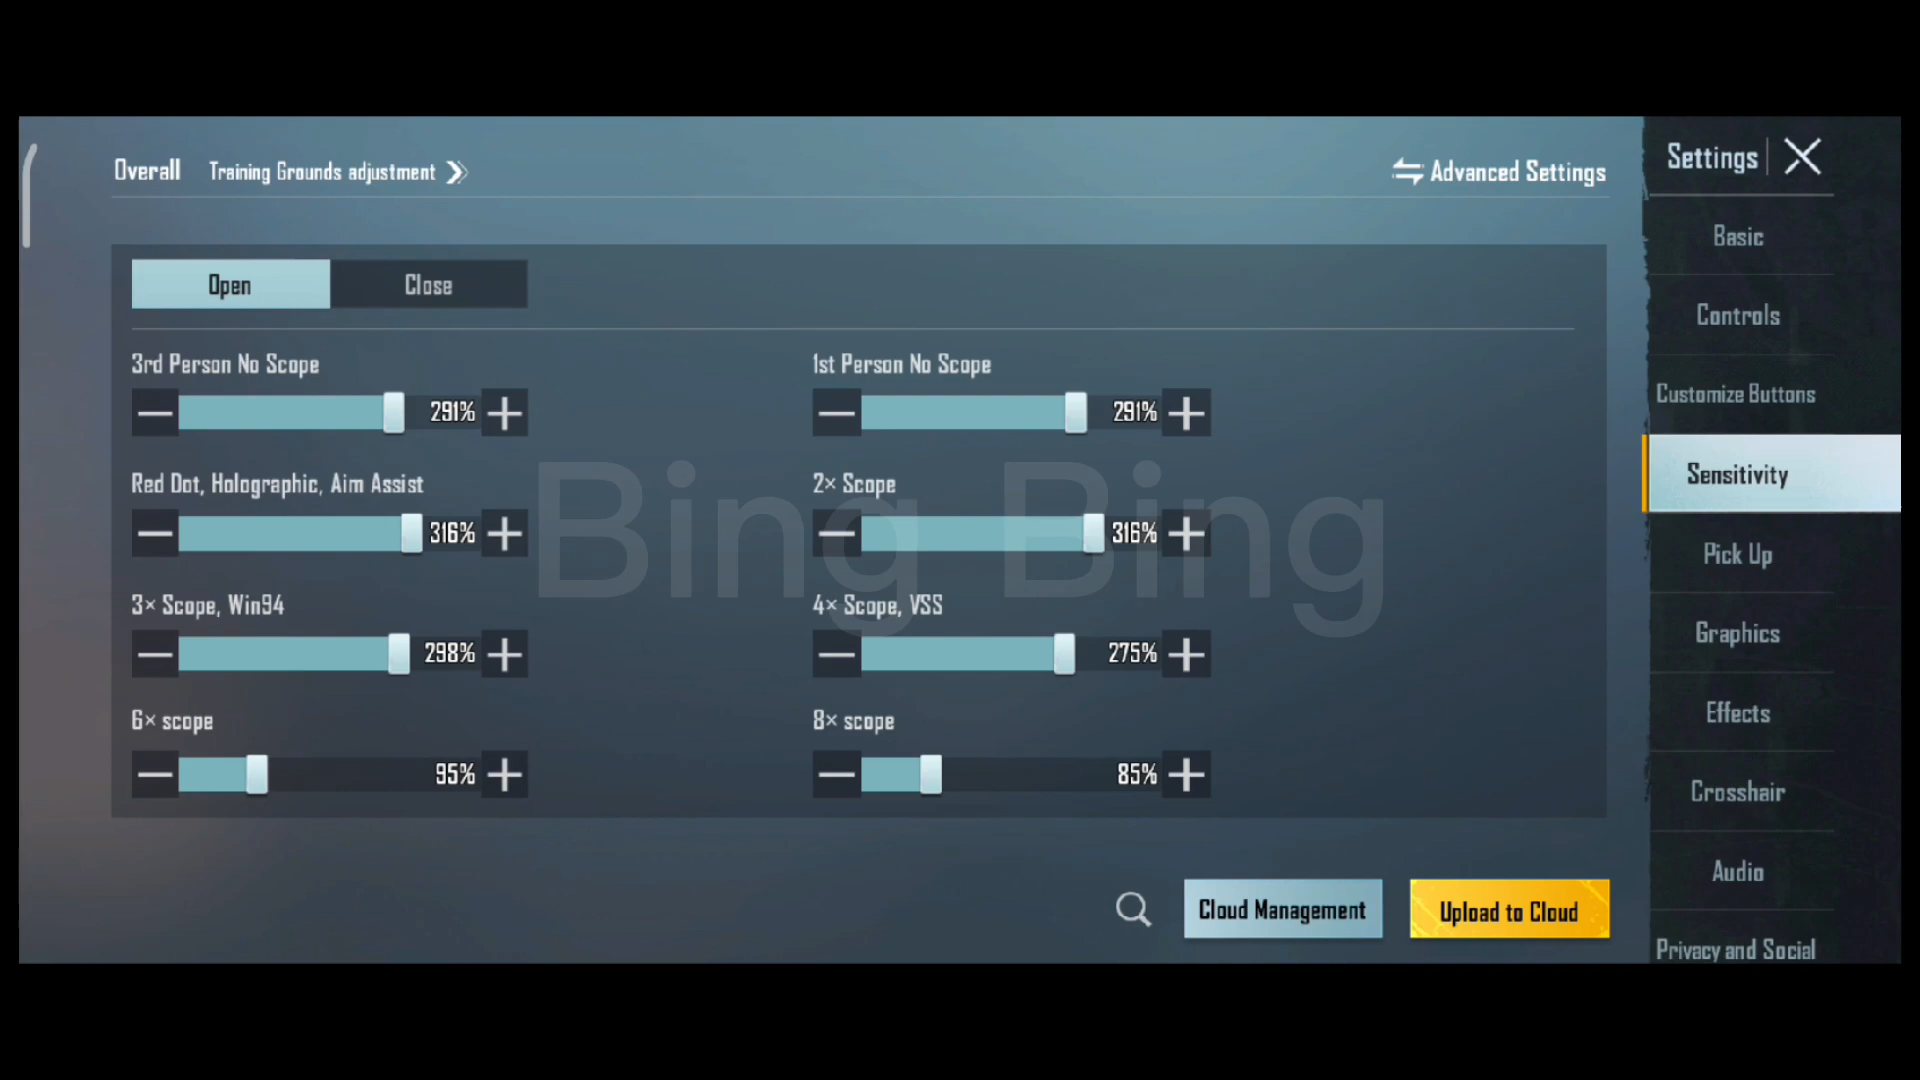 Overall Training Grounds adjustment
Advanced Settings
Settings
Open Close
3rd Person No Scope
291%
1st Person No Scope
291%
Red Dot, Holographic, Aim Assist
316%
2× Scope
316%
3× Scope, Win94
298%
4× Scope, VSS
275%
6× scope
95%
8× scope
85%
Bing Bing
Cloud Management
Upload to Cloud
Basic
Controls
Customize Buttons
Sensitivity
Pick Up
Graphics
Effects
Crosshair
Audio
Privacy and Social